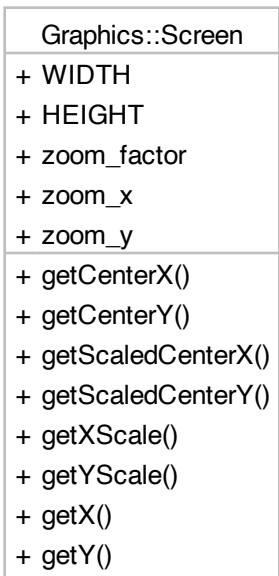 Graphics::Screen
+ WIDTH
+ HEIGHT
+ zoom_factor
+ zoom_x
+ zoom_y
+ getCenterX()
+ getCenterY()
+ getScaledCenterX()
+ getScaledCenterY()
+ getXScale()
+ getYScale()
+ getX()
+ getY()